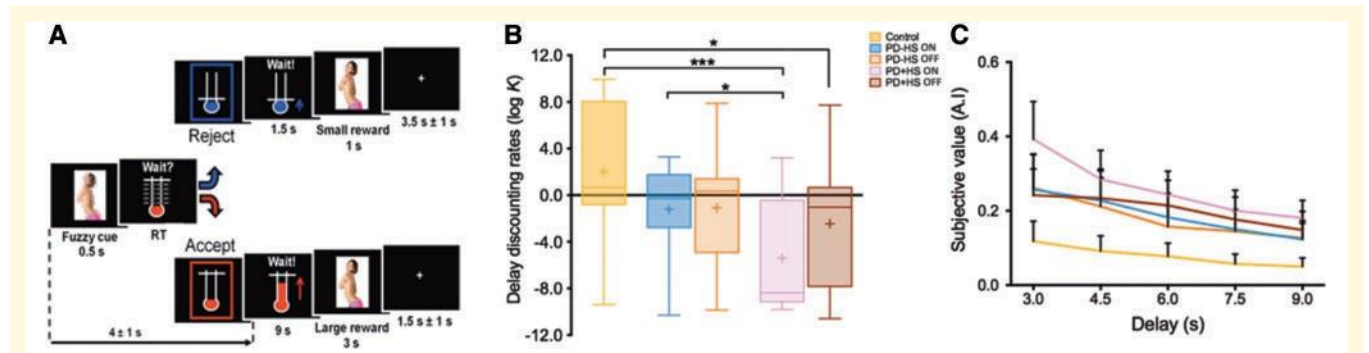 A
Wait!
Reject
1.5 s
Small reward
1 s
3.5 s ± 1 s
Wait?
Fuzzy cue
0.5 s
RT
Accept
Wait!
9 s
Large reward
3 s
1.5 s ± 1 s
4 ± 1 s
B
Delay discounting rates (log K)
12.0
8.0
4.0
0.0
-4.0
-8.0
-12.0
*
***
*
Control
PD-HS ON
PD-HS OFF
PD+HS ON
PD+HS OFF
C
Subjective value (A.I)
0.6
0.4
0.2
0.0
3.0 4.5 6.0 7.5 9.0
Delay (s)